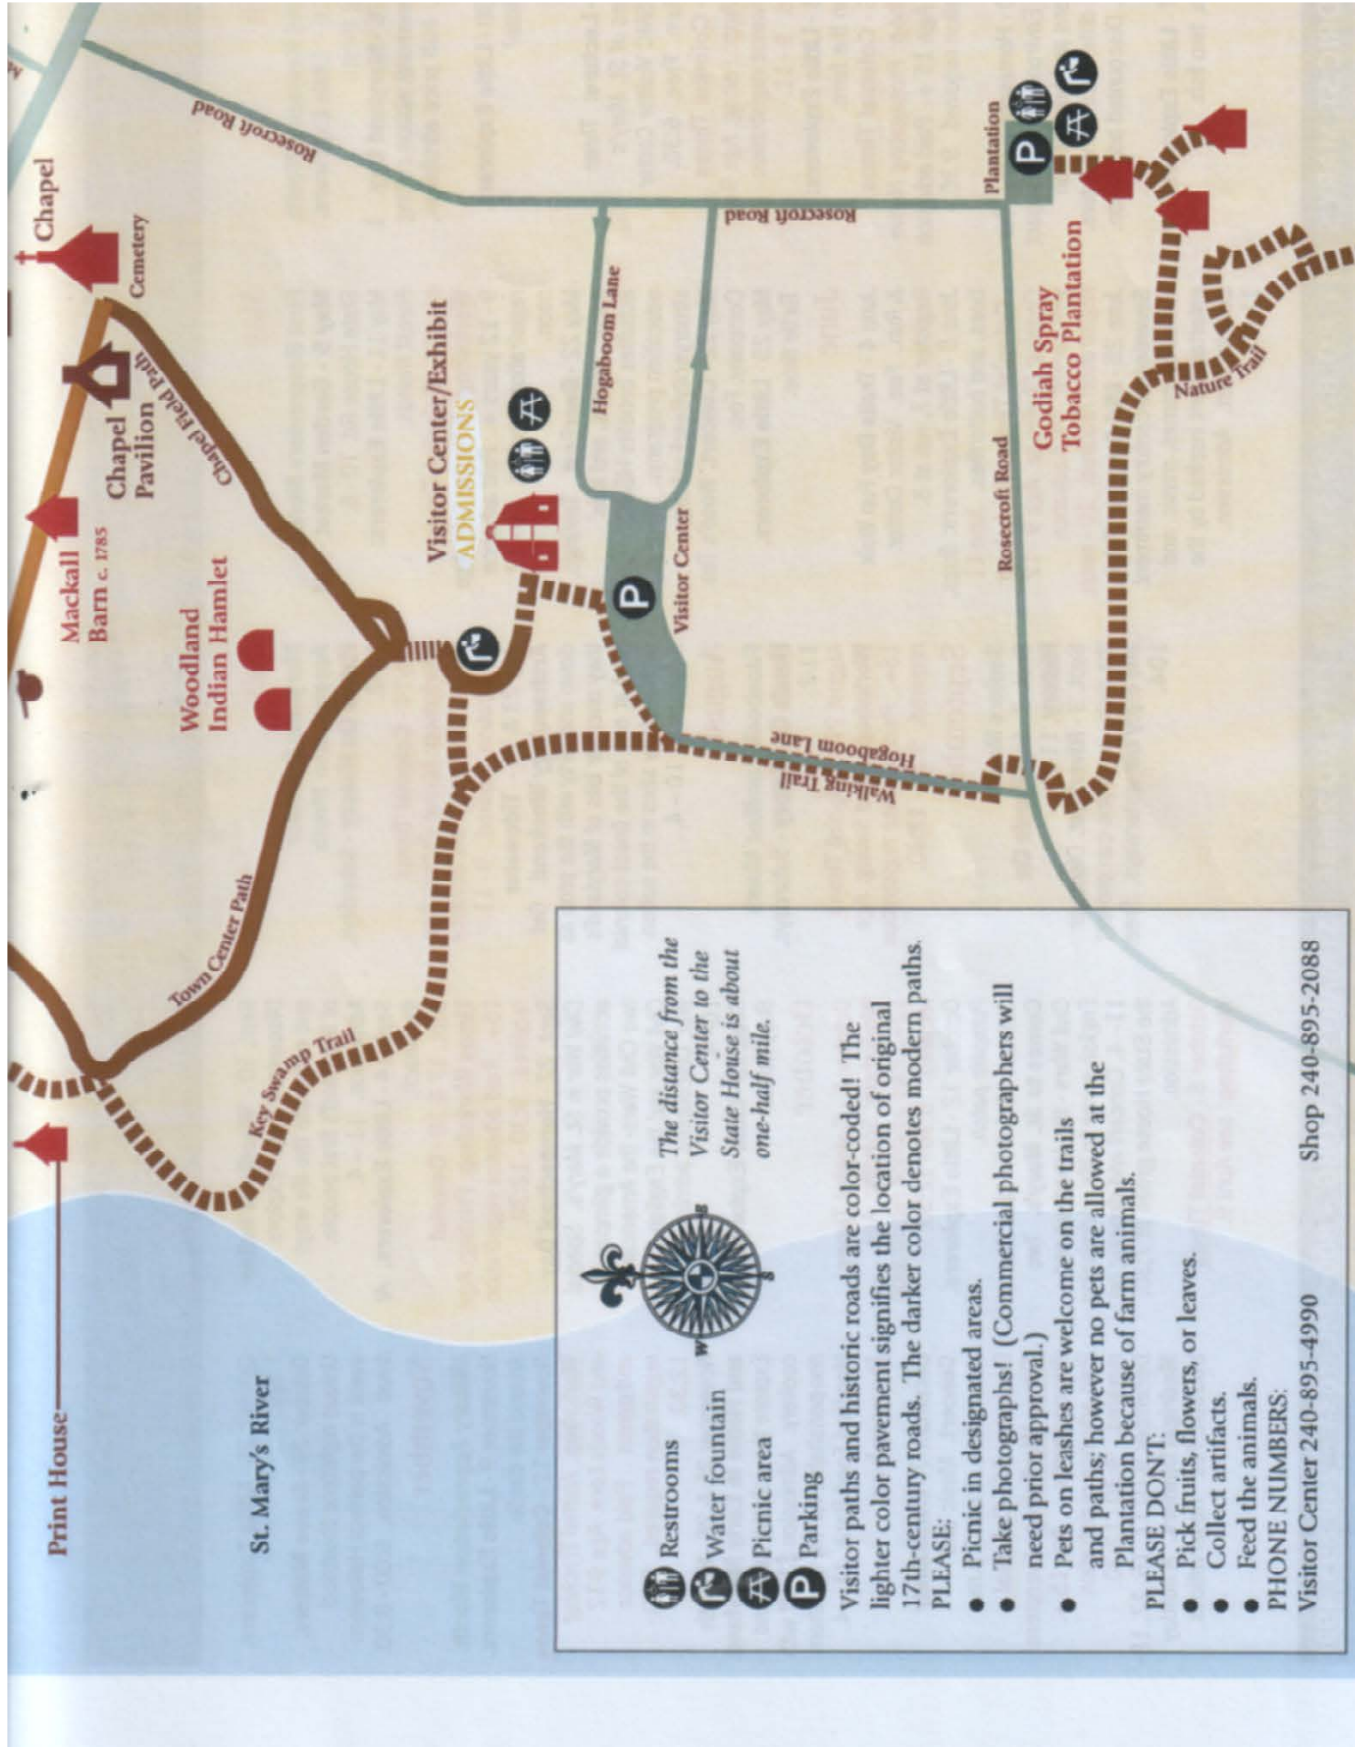 Print House
St. Mary's River
Town Center Path
Key Swamp Trail
Woodland
Indian Hamlet
Mackall
Barn c. 1785
Chapel
Pavilion
Chapel Field Path
Cemetery
Chapel
Rosecroft Road
Visitor Center/Exhibit
ADMISSIONS
Hogaboom Lane
P
Visitor Center
Hogaboom Lane
Walking Trail
Rosecroft Road
Rosecroft Road
Plantation
P
Godiah Spray
Tobacco Plantation
Nature Trail
Restrooms
Water fountain
Picnic area
P Parking
W
E
S
The distance from the
Visitor Center to the
State House is about
one-half mile.
Visitor paths and historic roads are color-coded! The
lighter color pavement signifies the location of original
17th-century roads. The darker color denotes modern paths.
PLEASE:
● Picnic in designated areas.
● Take photographs! (Commercial photographers will
need prior approval.)
● Pets on leashes are welcome on the trails
and paths; however no pets are allowed at the
Plantation because of farm animals.
PLEASE DON'T:
● Pick fruits, flowers, or leaves.
● Collect artifacts.
● Feed the animals.
PHONE NUMBERS:
Visitor Center 240-895-4990 Shop 240-895-2088